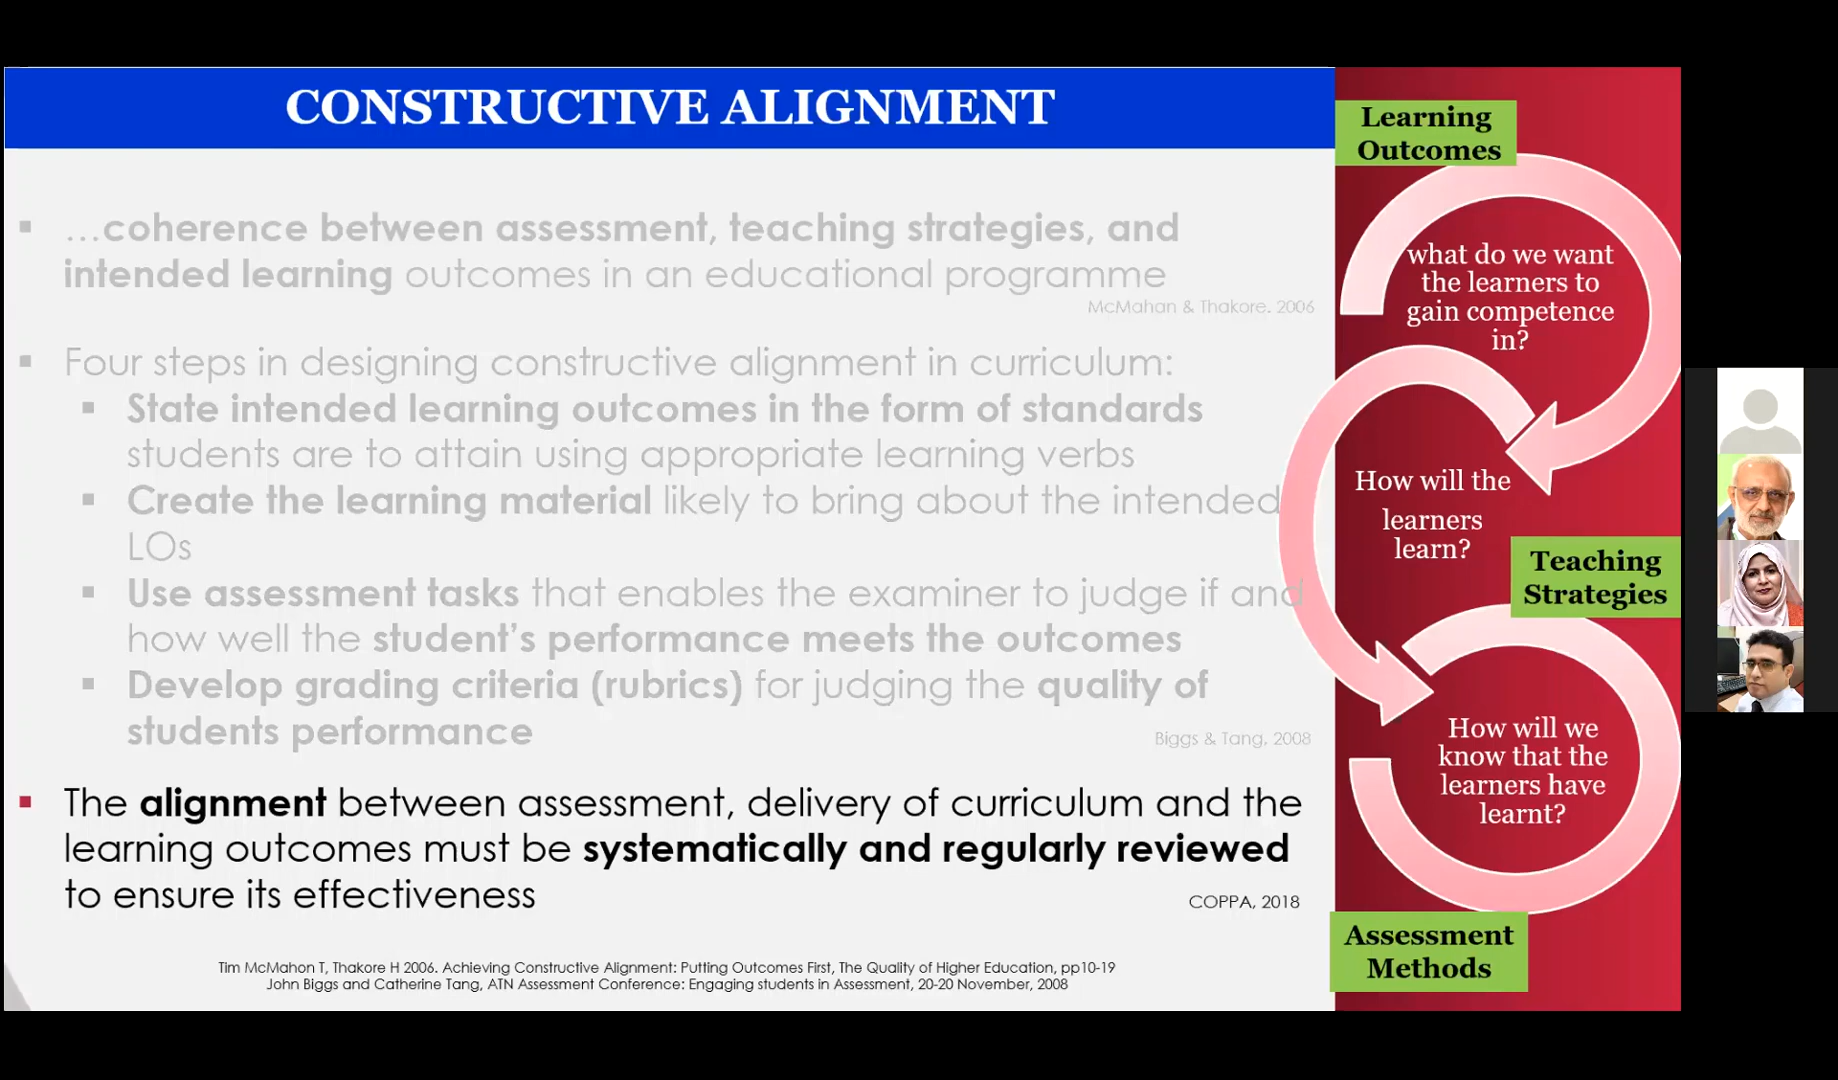 CONSTRUCTIVE ALIGNMENT
…coherence between assessment, teaching strategies, and
intended learning outcomes in an educational programme
McMahan & Thakore. 2006
Four steps in designing constructive alignment in curriculum:
State intended learning outcomes in the form of standards
students are to attain using appropriate learning verbs
Create the learning material likely to bring about the intended
LOs
Use assessment tasks that enables the examiner to judge if and
how well the student’s performance meets the outcomes
Develop grading criteria (rubrics) for judging the quality of
students performance
Biggs & Tang, 2008
The alignment between assessment, delivery of curriculum and the
learning outcomes must be systematically and regularly reviewed
to ensure its effectiveness
COPPA, 2018
Tim McMahon T, Thakore H 2006. Achieving Constructive Alignment: Putting Outcomes First, The Quality of Higher Education, pp10-19
John Biggs and Catherine Tang, ATN Assessment Conference: Engaging students in Assessment, 20-20 November, 2008
Learning
Outcomes
what do we want
the learners to
gain competence
in?
How will the
learners
learn?
Teaching
Strategies
How will we
know that the
learners have
learnt?
Assessment
Methods